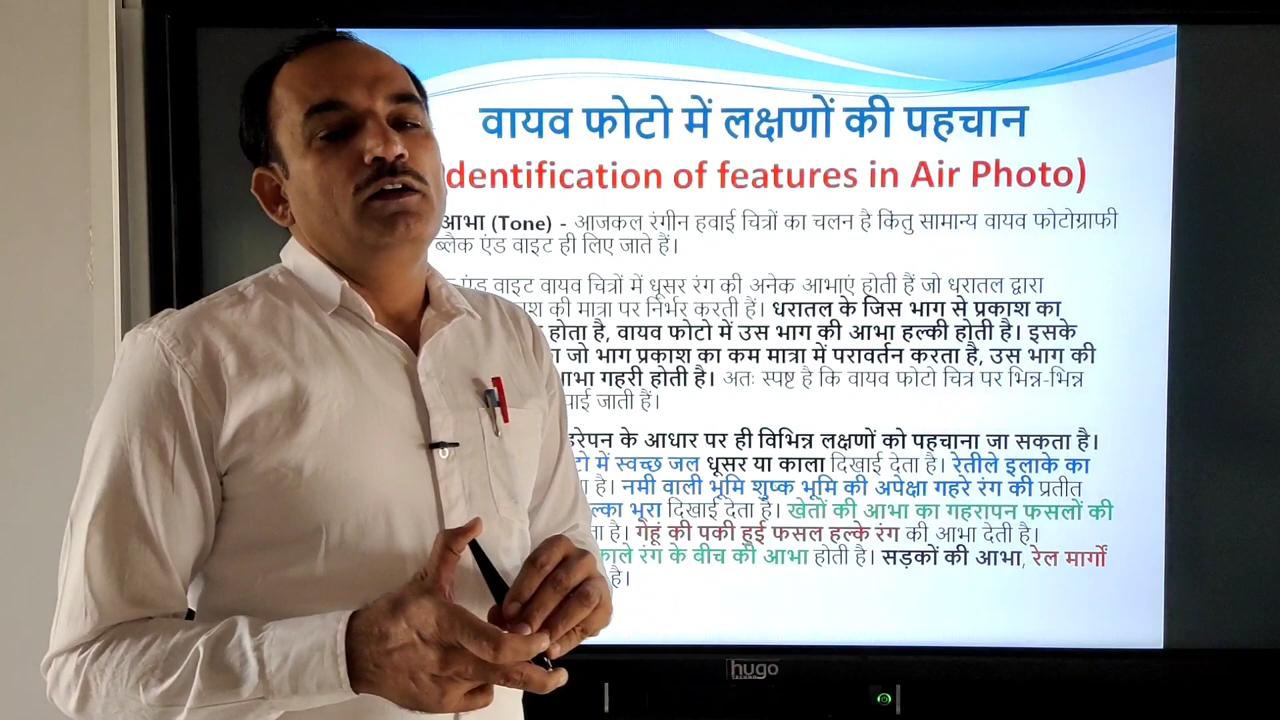 वायव फोटो में लक्षणों की पहचान
dentification of features in Air Photo)
आभा (Tone) - आजकल रंगीन हवाई चित्रों का चलन है किंतु सामान्य वायव फोटोग्राफी
ब्लैक एंड वाइट ही लिए जाते हैं।
एंड वाइट वायव चित्रों में धूसर रंग की अनेक आभाएं होती हैं जो धरातल द्वारा
की मात्रा पर निर्भर करती हैं। धरातल के जिस भाग से प्रकाश का
होता है, वायव फोटो में उस भाग की आभा हल्की होती है। इसके
जो भाग प्रकाश का कम मात्रा में परावर्तन करता है, उस भाग की
आभा गहरी होती है। अतः स्पष्ट है कि वायव फोटो चित्र पर भिन्न-भिन्न
पाई जाती हैं।
के आधार पर ही विभिन्न लक्षणों को पहचाना जा सकता है।
में स्वच्छ जल धूसर या काला दिखाई देता है। रेतीले इलाके का
है। नमी वाली भूमि शुष्क भूमि की अपेक्षा गहरे रंग की प्रतीत
भूरा दिखाई देता है। खेतों की आभा का गहरापन फसलों की
है। गेहूं की पकी हुई फसल हल्के रंग की आभा देती है।
काले रंग के बीच की आभा होती है। सड़कों की आभा, रेल मार्गों
है।
hugo